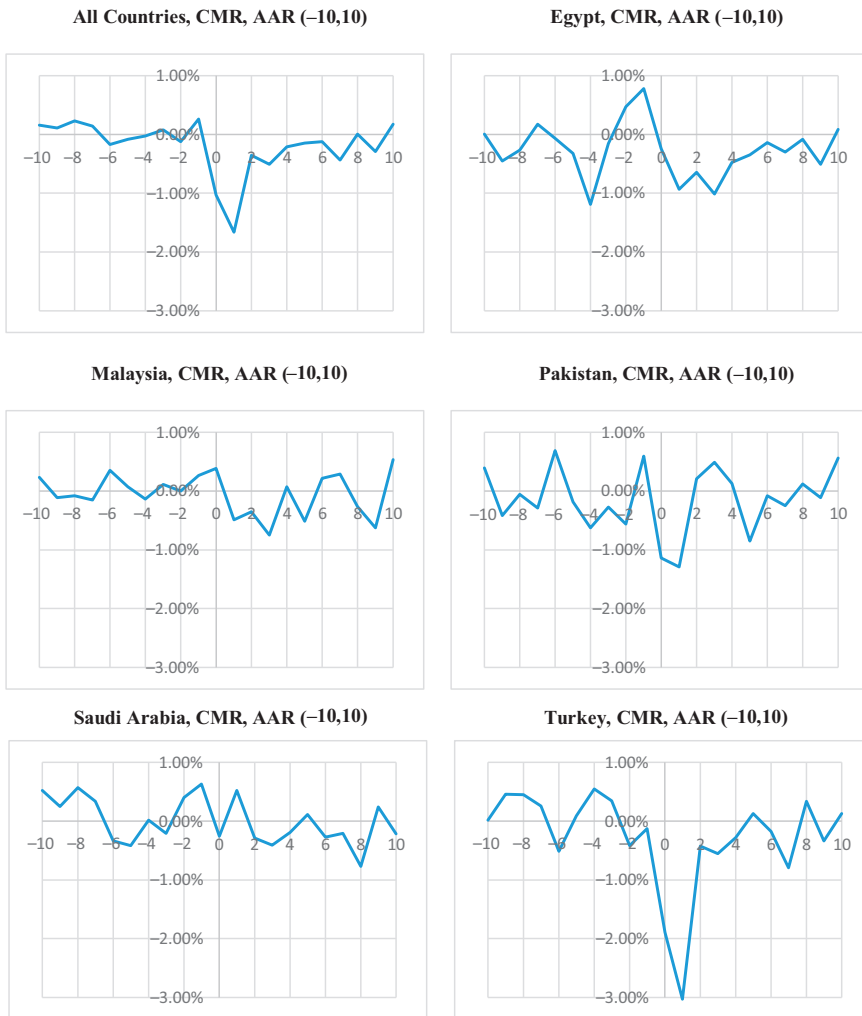 All Countries, CMR, AAR (–10,10)
1.00%
0.00%
–10 –8 –6 –4 –2 0 2 4 6 8 10
–1.00%
–2.00%
–3.00%
Egypt, CMR, AAR (–10,10)
1.00%
0.00%
–10 –8 –6 –4 –2 0 2 4 6 8 10
–1.00%
–2.00%
–3.00%
Malaysia, CMR, AAR (–10,10)
1.00%
0.00%
–10 –8 –6 –4 –2 0 2 4 6 8 10
–1.00%
–2.00%
–3.00%
Pakistan, CMR, AAR (–10,10)
1.00%
0.00%
–10 –8 –6 –4 –2 0 2 4 6 8 10
–1.00%
–2.00%
–3.00%
Saudi Arabia, CMR, AAR (–10,10)
1.00%
0.00%
–10 –8 –6 –4 –2 0 2 4 6 8 10
–1.00%
–2.00%
–3.00%
Turkey, CMR, AAR (–10,10)
1.00%
0.00%
–10 –8 –6 –4 –2 0 2 4 6 8 10
–1.00%
–2.00%
–3.00%